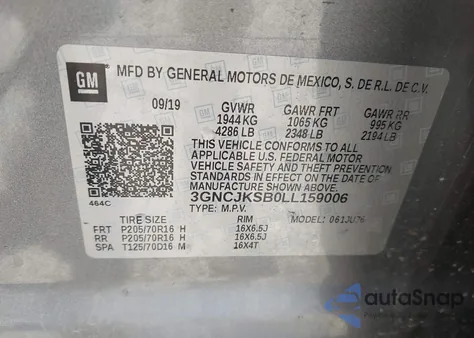 GM
MFD BY GENERAL MOTORS DE MEXICO, S. DE R.L. DE C.V.
09/19 GVWR GAWR FRT GAWR RR
1944 KG 1065 KG 995 KG
4286 LB 2348 LB 2194 LB
THIS VEHICLE CONFORMS TO ALL
APPLICABLE U.S. FEDERAL MOTOR
VEHICLE SAFETY AND THEFT PREVENTION
STANDARDS IN EFFECT ON THE DATE OF
MANUFACTURE SHOWN ABOVE.
3GNCJKSB0LL159006
464C TYPE: M.P.V. MODEL: 061JU76
TIRE SIZE RIM
FRT P205/70R16 H 16X6.5J
RR P205/70R16 H 16X6.5J
SPA T125/70D16 M 16X4T
autoSnap